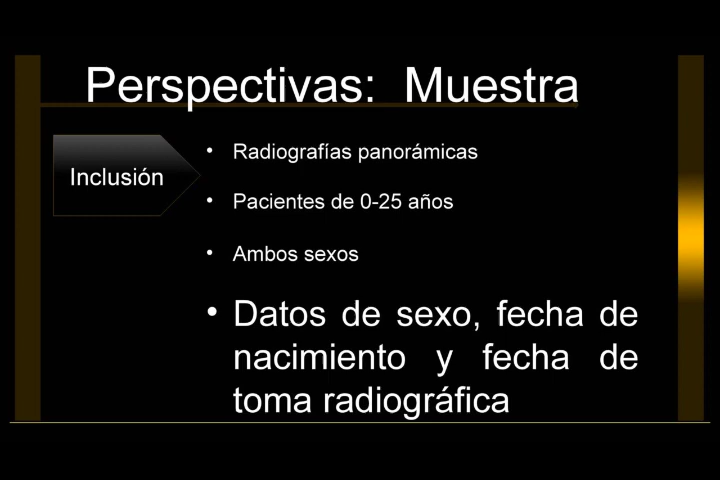 Perspectivas: Muestra
Inclusión
• Radiografías panorámicas
• Pacientes de 0-25 años
• Ambos sexos
• Datos de sexo, fecha de
nacimiento y fecha de
toma radiográfica